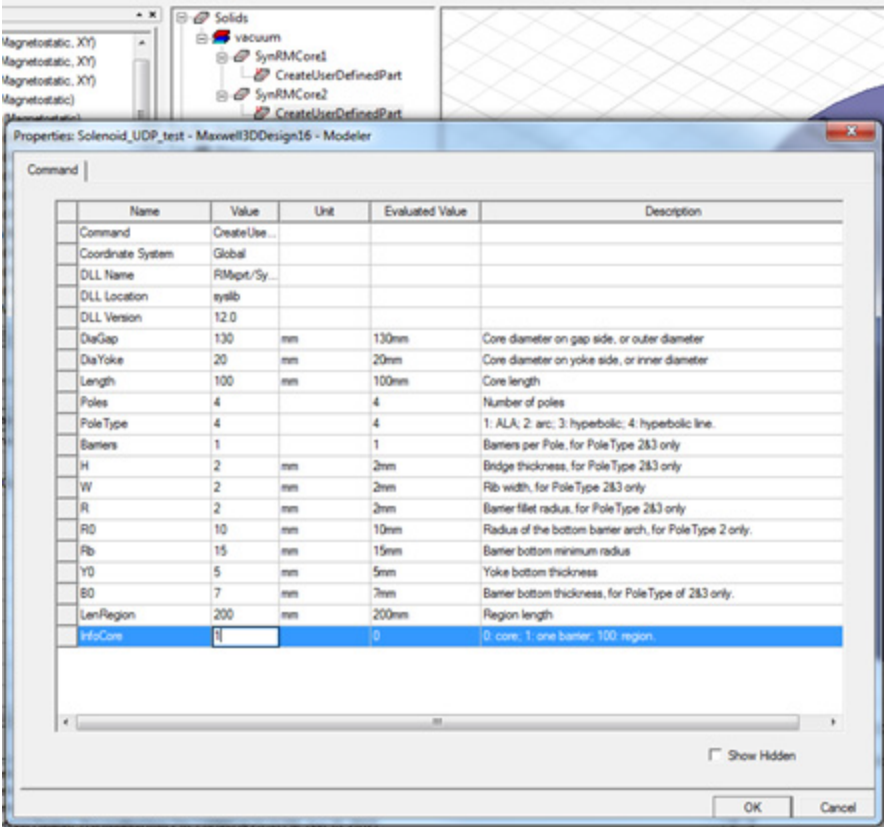 Solids
Magnetostatic, XY)
vacuum
Magnetostatic, XY)
SynRMCore1
Magnetostatic, XY)
CreateUserDefinedPart
Magnetostatic)
SynRMCore2
(Magnetostatic)
CreateUserDefinedPart
Properties: Solenoid_UDP_test - Maxwell3DDesign16 - Modeler
Command
Name Value Unit Evaluated Value Description
Command CreateUse...
Coordinate System Global
DLL Name RMxprt/Sy...
DLL Location syslib
DLL Version 12.0
DiaGap 130 mm 130mm Core diameter on gap side, or outer diameter
DiaYoke 20 mm 20mm Core diameter on yoke side, or inner diameter
Length 100 mm 100mm Core length
Poles 4 4 Number of poles
PoleType 4 4 1: ALA; 2: arc; 3: hyperbolic; 4: hyperbolic line.
Barriers 1 1 Barriers per Pole, for PoleType 2&3 only
H 2 mm 2mm Bridge thickness, for PoleType 2&3 only
W 2 mm 2mm Rib width, for PoleType 2&3 only
R 2 mm 2mm Barrier fillet radius, for PoleType 2&3 only
R0 10 mm 10mm Radius of the bottom barrier arch, for PoleType 2 only.
Rb 15 mm 15mm Barrier bottom minimum radius
Y0 5 mm 5mm Yoke bottom thickness
B0 7 mm 7mm Barrier bottom thickness, for PoleType of 2&3 only.
LenRegion 200 mm 200mm Region length
InfoCore 1 0 0: core; 1: one barrier; 100: region.
Show Hidden
OK Cancel